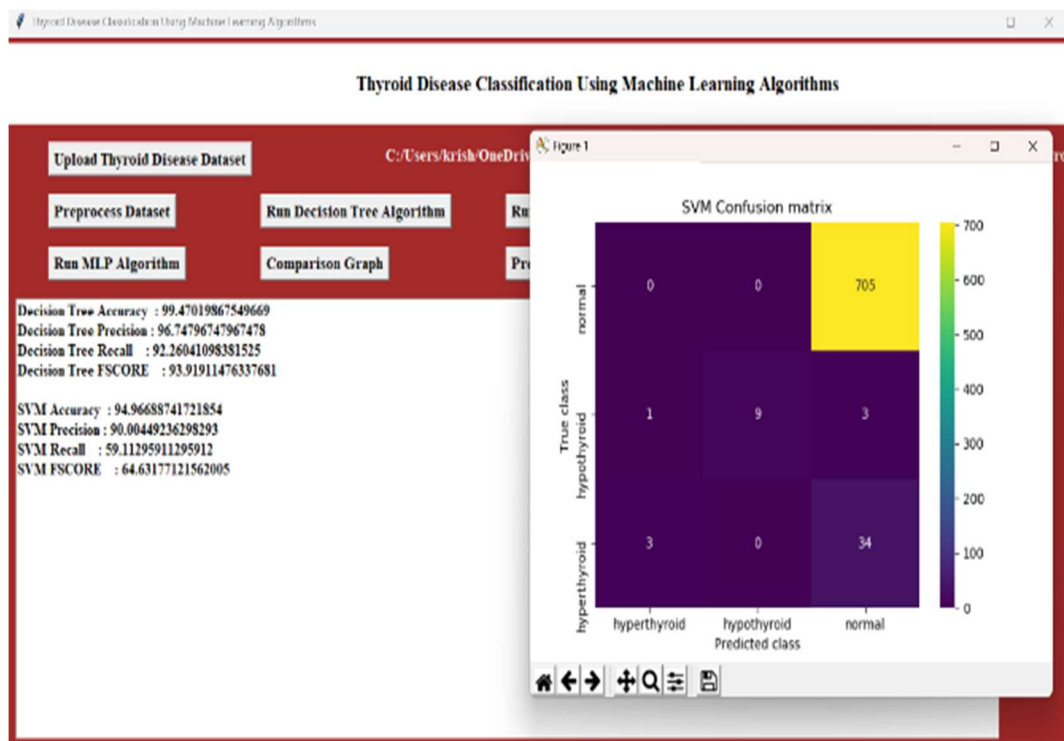 Thyroid Disease Classification Using Machine Learning Algorithms
Thyroid Disease Classification Using Machine Learning Algorithms
Upload Thyroid Disease Dataset
C:/Users/krish/OneDriv
Preprocess Dataset
Run Decision Tree Algorithm
Ru
Run MLP Algorithm
Comparison Graph
Pre
Decision Tree Accuracy : 99.47019867549669
Decision Tree Precision : 96.74796747967478
Decision Tree Recall : 92.26041098381525
Decision Tree FSCORE : 93.91911476337681
SVM Accuracy : 94.96688741721854
SVM Precision : 90.00449236298293
SVM Recall : 59.11295911295912
SVM FSCORE : 64.63177121562005
Figure 1
SVM Confusion matrix
True class
normal
0 0 705
hypothyroid
1 9 3
hyperthyroid
3 0 34
hyperthyroid hypothyroid normal
Predicted class
700
600
500
400
300
200
100
0